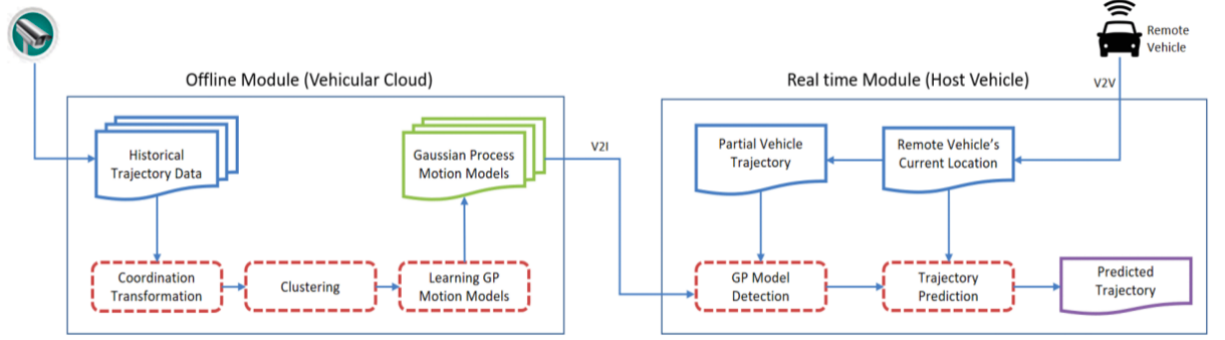 Remote
Vehicle
Offline Module (Vehicular Cloud)
Real time Module (Host Vehicle)
V2V
Historical
Trajectory Data
Gaussian Process
Motion Models
V2I
Partial Vehicle
Trajectory
Remote Vehicle's
Current Location
Coordination
Transformation
Clustering
Learning GP
Motion Models
GP Model
Detection
Trajectory
Prediction
Predicted
Trajectory